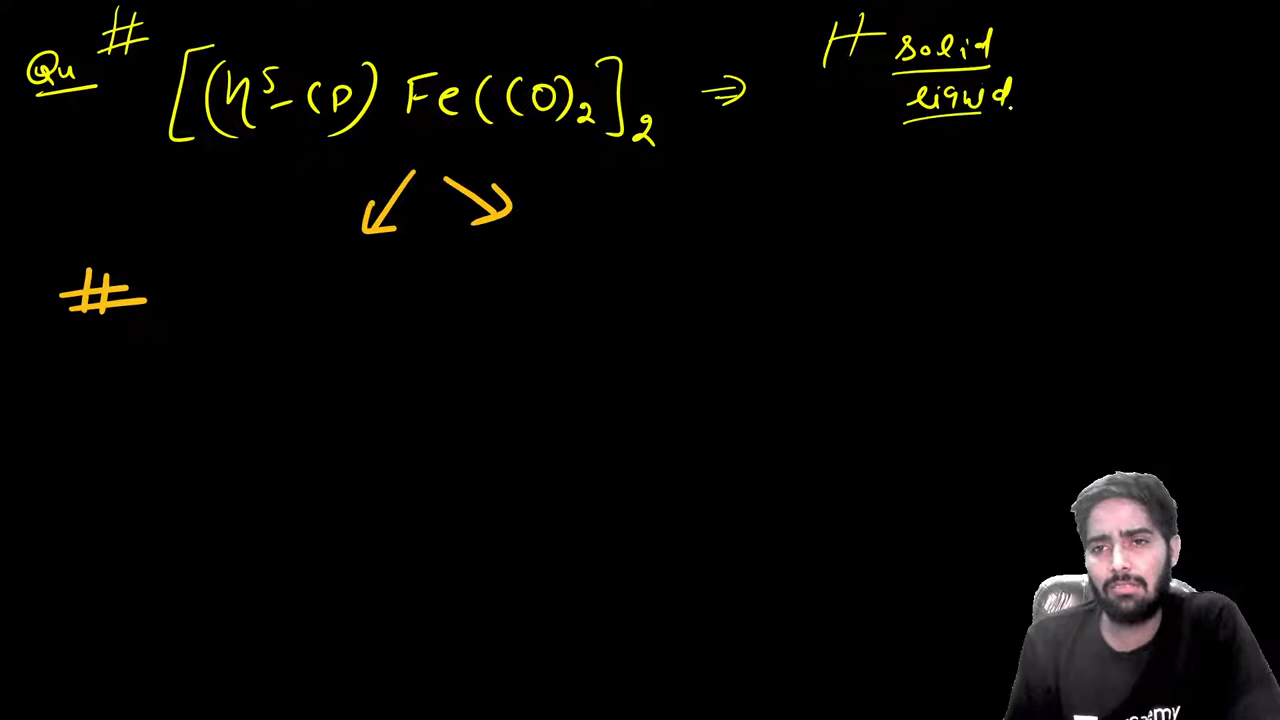 Qu # [(η⁵-Cp) Fe(CO)₂]₂ ⇒ solid
liquid.
#